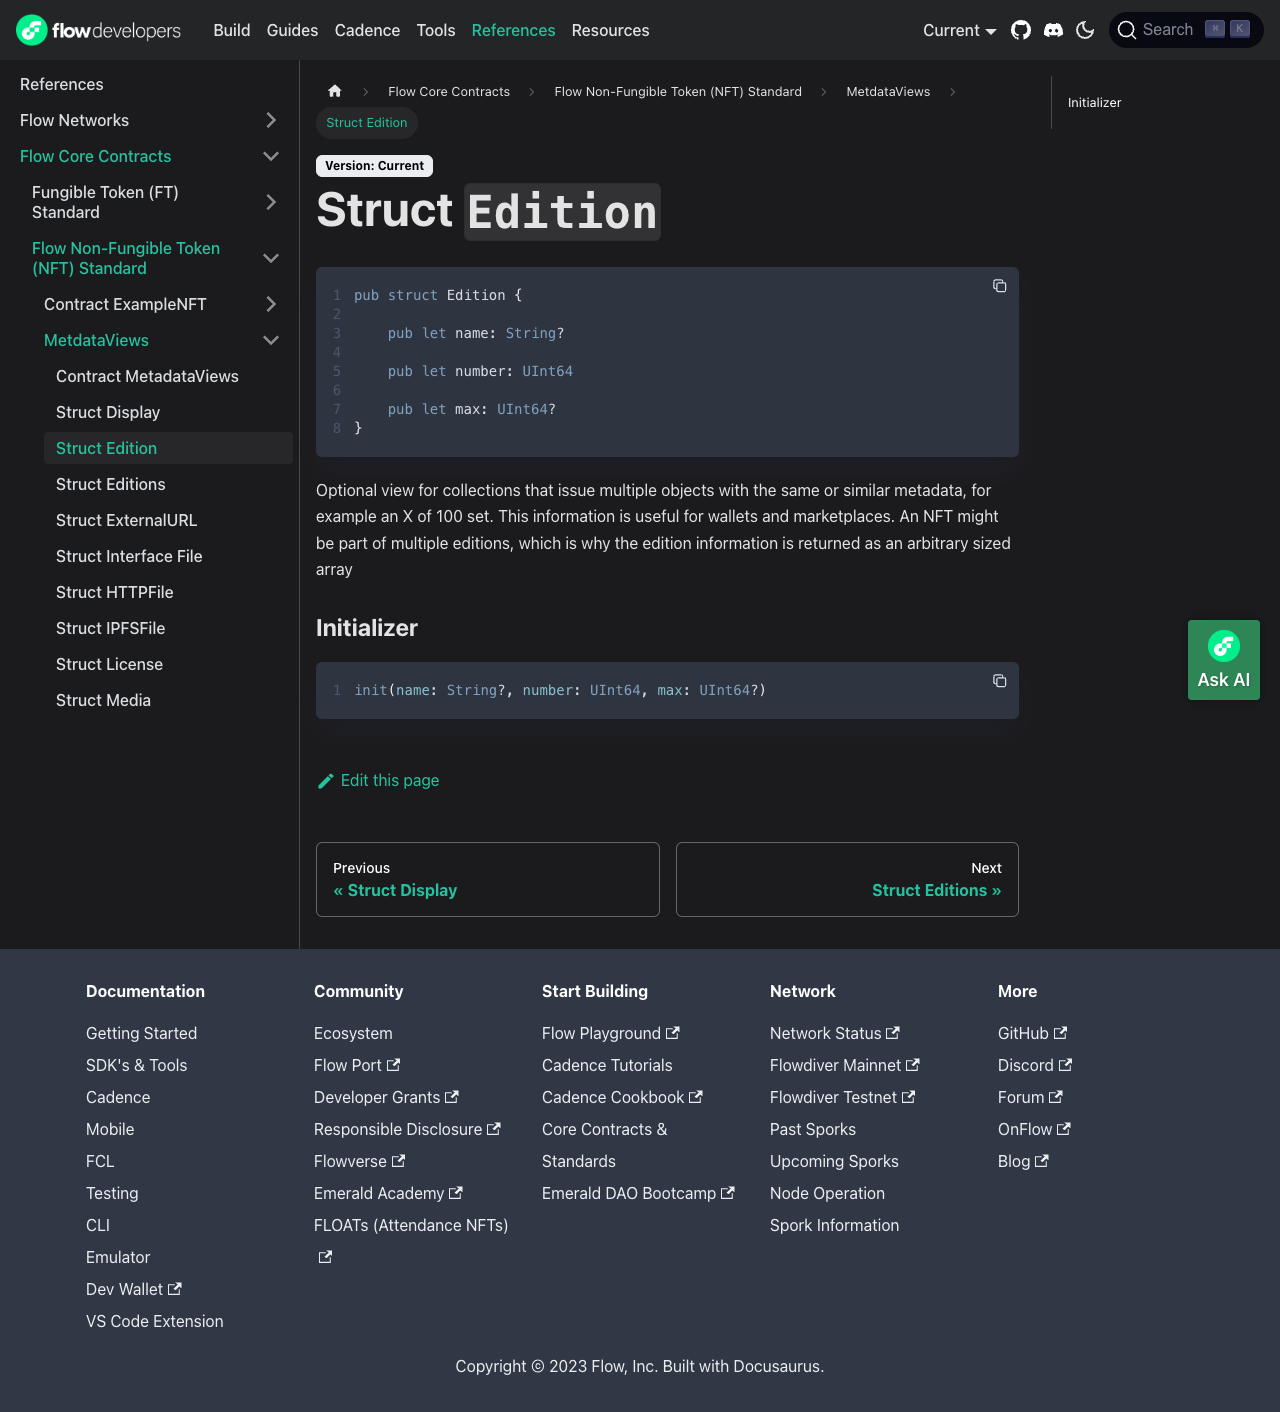 flowdevelopers
Build Guides Cadence Tools References Resources
Current
Search ⌘ K
References
Flow Networks
Flow Core Contracts
Fungible Token (FT)
Standard
Flow Non-Fungible Token
(NFT) Standard
Contract ExampleNFT
MetdataViews
Contract MetadataViews
Struct Display
Struct Edition
Struct Editions
Struct ExternalURL
Struct Interface File
Struct HTTPFile
Struct IPFSFile
Struct License
Struct Media
Flow Core Contracts
Flow Non-Fungible Token (NFT) Standard
MetdataViews
Struct Edition
Version: Current
Struct Edition
1 pub struct Edition {
2
3 pub let name: String?
4
5 pub let number: UInt64
6
7 pub let max: UInt64?
8 }
Optional view for collections that issue multiple objects with the same or similar metadata, for
example an X of 100 set. This information is useful for wallets and marketplaces. An NFT might
be part of multiple editions, which is why the edition information is returned as an arbitrary sized
array
Initializer
1 init(name: String?, number: UInt64, max: UInt64?)
Edit this page
Previous
« Struct Display
Next
Struct Editions »
Initializer
Ask AI
Documentation
Getting Started
SDK's & Tools
Cadence
Mobile
FCL
Testing
CLI
Emulator
Dev Wallet
VS Code Extension
Community
Ecosystem
Flow Port
Developer Grants
Responsible Disclosure
Flowverse
Emerald Academy
FLOATs (Attendance NFTs)
Start Building
Flow Playground
Cadence Tutorials
Cadence Cookbook
Core Contracts &
Standards
Emerald DAO Bootcamp
Network
Network Status
Flowdiver Mainnet
Flowdiver Testnet
Past Sporks
Upcoming Sporks
Node Operation
Spork Information
More
GitHub
Discord
Forum
OnFlow
Blog
Copyright © 2023 Flow, Inc. Built with Docusaurus.